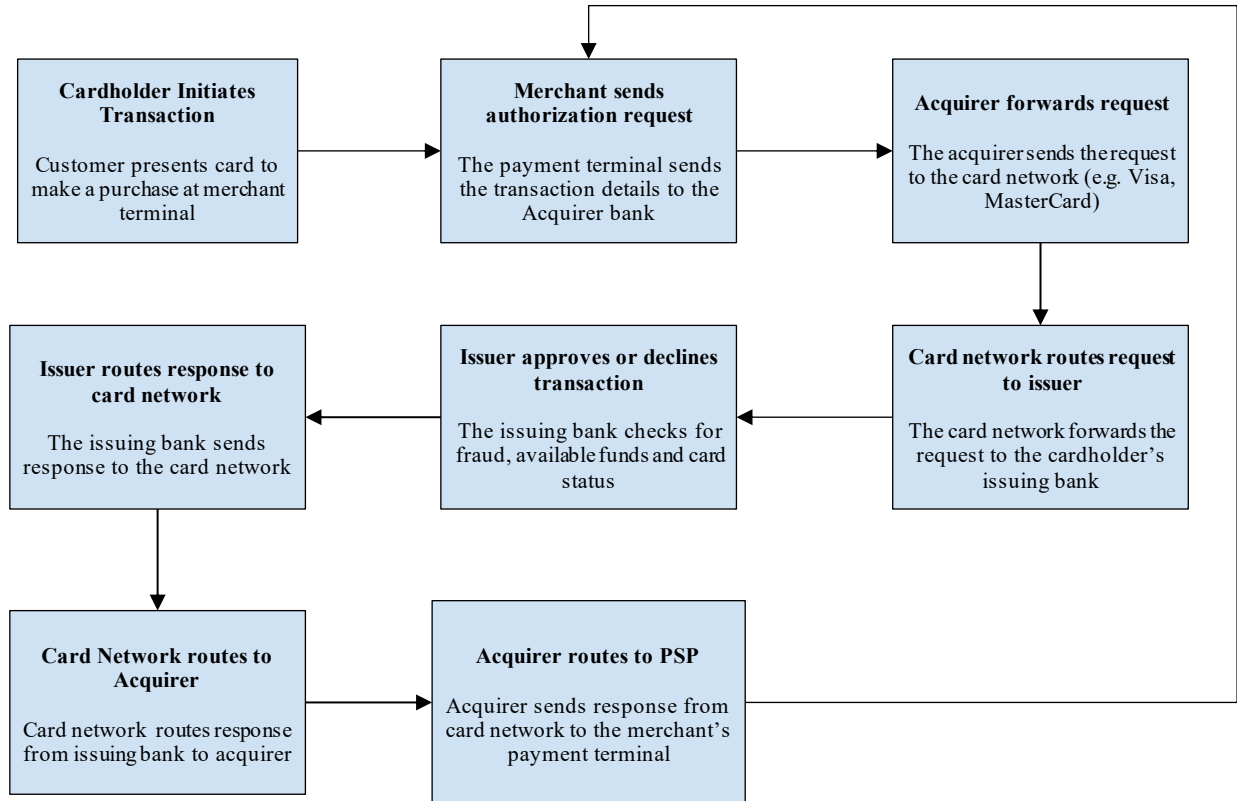 Cardholder Initiates
Transaction
Customer presents card to
make a purchase at merchant
terminal
Merchant sends
authorization request
The payment terminal sends
the transaction details to the
Acquirer bank
Acquirer forwards request
The acquirer sends the request
to the card network (e.g. Visa,
MasterCard)
Issuer routes response to
card network
The issuing bank sends
response to the card network
Issuer approves or declines
transaction
The issuing bank checks for
fraud, available funds and card
status
Card network routes request
to issuer
The card network forwards the
request to the cardholder’s
issuing bank
Card Network routes to
Acquirer
Card network routes response
from issuing bank to acquirer
Acquirer routes to PSP
Acquirer sends response from
card network to the merchant’s
payment terminal